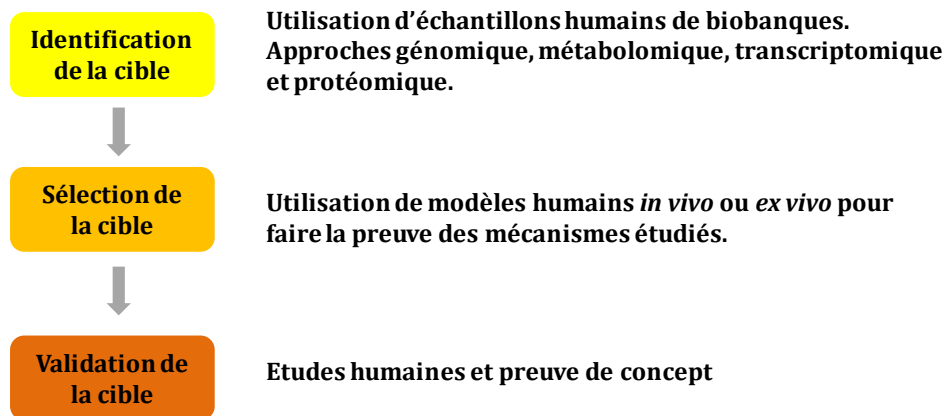 Identification
de la cible
Utilisation d'échantillons humains de biobanques.
Approches génomique, métabolomique, transcriptomique
et protéomique.
Sélection de
la cible
Utilisation de modèles humains in vivo ou ex vivo pour
faire la preuve des mécanismes étudiés.
Validation de
la cible
Etudes humaines et preuve de concept